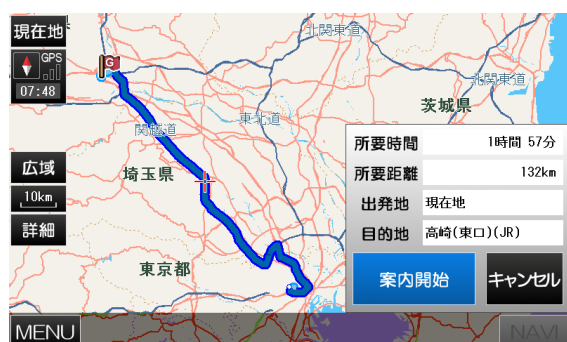 現在地
GPS
07:48
広域
10km
詳細
MENU
G
北関東道
北関東道
茨城県
東北道
関越道
埼玉県
東京都
所要時間 1時間 57分
所要距離 132km
出発地 現在地
目的地 高崎(東口)(JR)
案内開始
キャンセル
NAVI